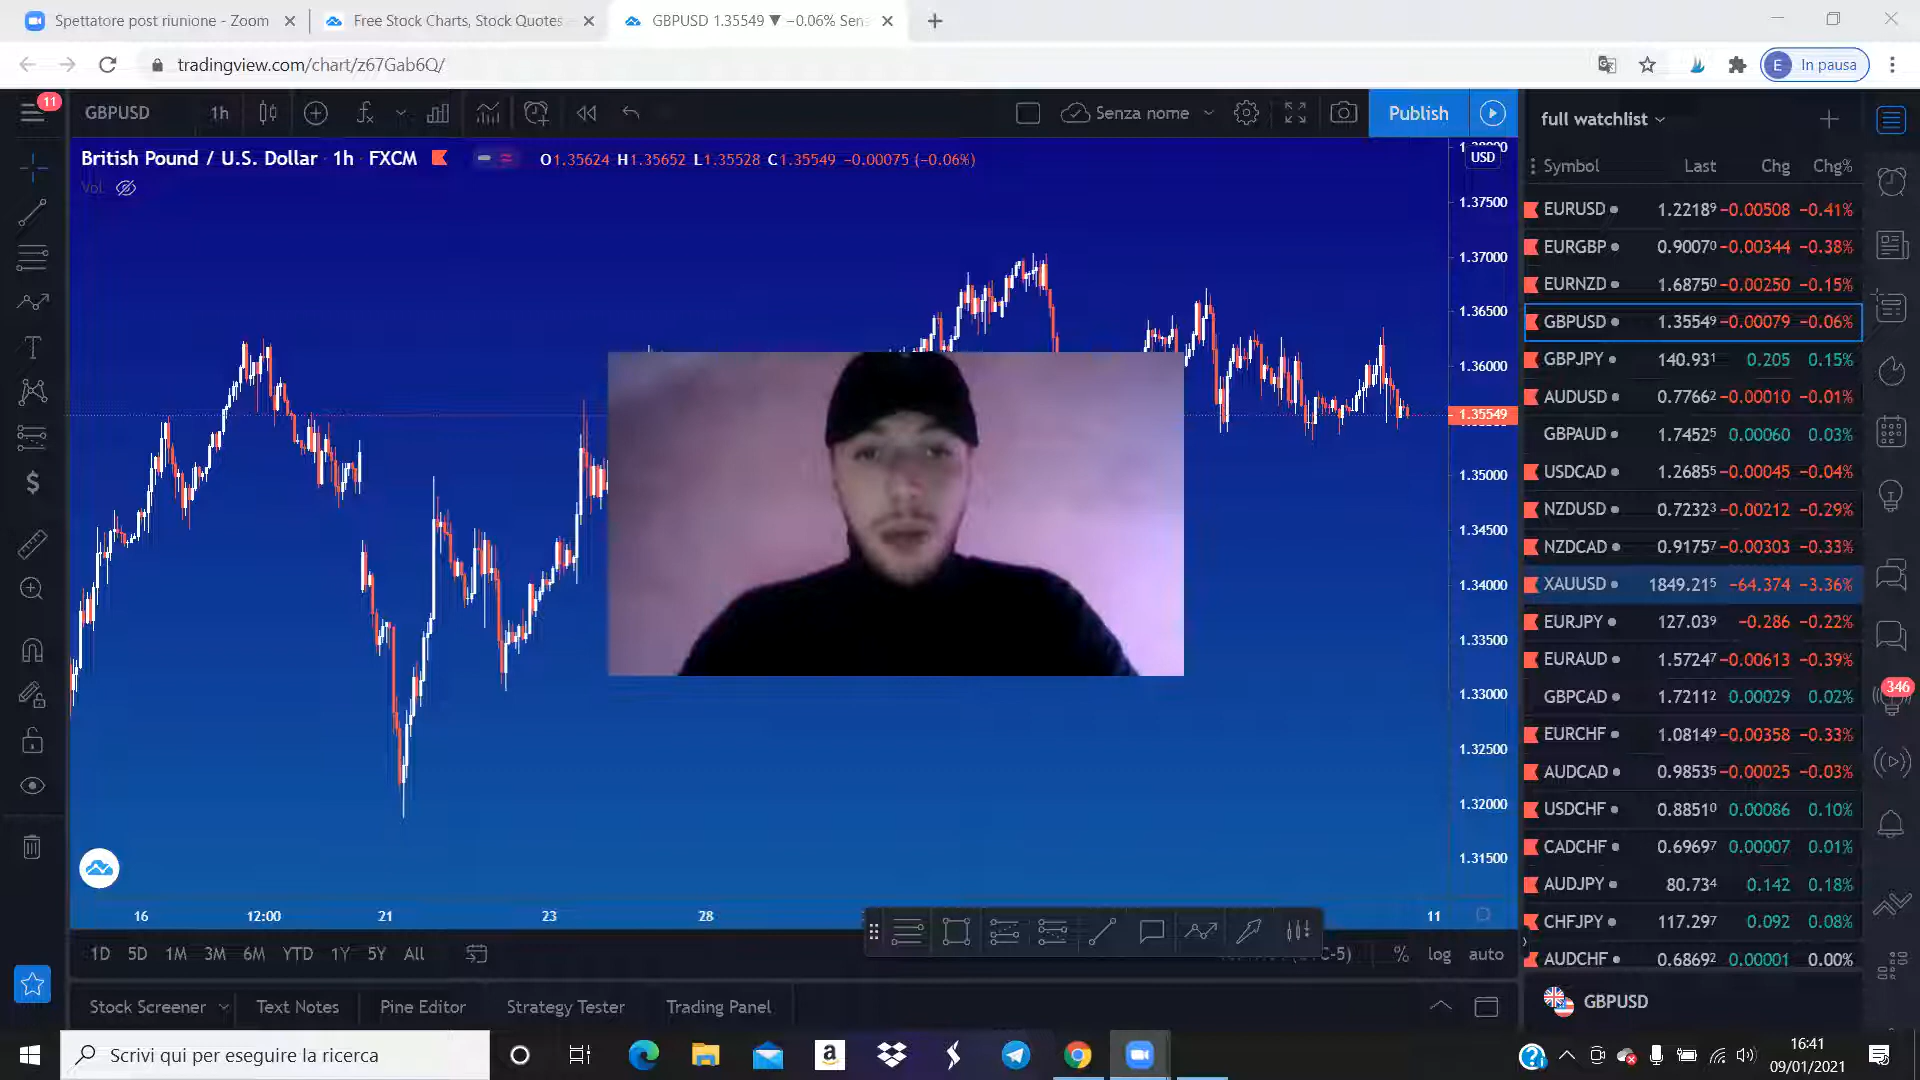 Spettatore post riunione - Zoom
Free Stock Charts, Stock Quotes
GBPUSD 1.35549 ▼ −0.06% Sen
tradingview.com/chart/z67Gab6Q/
E In pausa
11
GBPUSD 1h
Senza nome
Publish
British Pound / U.S. Dollar 1h FXCM
O1.35624 H1.35652 L1.35528 C1.35549 −0.00075 (−0.06%)
Vol
USD
1.37500
1.37000
1.36500
1.36000
1.35549
1.35000
1.34500
1.34000
1.33500
1.33000
1.32500
1.32000
1.31500
16 12:00 21 23 28 11
1D 5D 1M 3M 6M YTD 1Y 5Y All
% log auto
Stock Screener Text Notes Pine Editor Strategy Tester Trading Panel
full watchlist
Symbol Last Chg Chg%
EURUSD 1.22189 −0.00508 −0.41%
EURGBP 0.90070 −0.00344 −0.38%
EURNZD 1.68750 −0.00250 −0.15%
GBPUSD 1.35549 −0.00079 −0.06%
GBPJPY 140.931 0.205 0.15%
AUDUSD 0.77662 −0.00010 −0.01%
GBPAUD 1.74525 0.00060 0.03%
USDCAD 1.26855 −0.00045 −0.04%
NZDUSD 0.72323 −0.00212 −0.29%
NZDCAD 0.91757 −0.00303 −0.33%
XAUUSD 1849.215 −64.374 −3.36%
EURJPY 127.039 −0.286 −0.22%
EURAUD 1.57247 −0.00613 −0.39%
GBPCAD 1.72112 0.00029 0.02%
EURCHF 1.08149 −0.00358 −0.33%
AUDCAD 0.98535 −0.00025 −0.03%
USDCHF 0.88510 0.00086 0.10%
CADCHF 0.69697 0.00007 0.01%
AUDJPY 80.734 0.142 0.18%
CHFJPY 117.297 0.092 0.08%
AUDCHF 0.68692 0.00001 0.00%
GBPUSD
346
Scrivi qui per eseguire la ricerca
a
16:41
09/01/2021